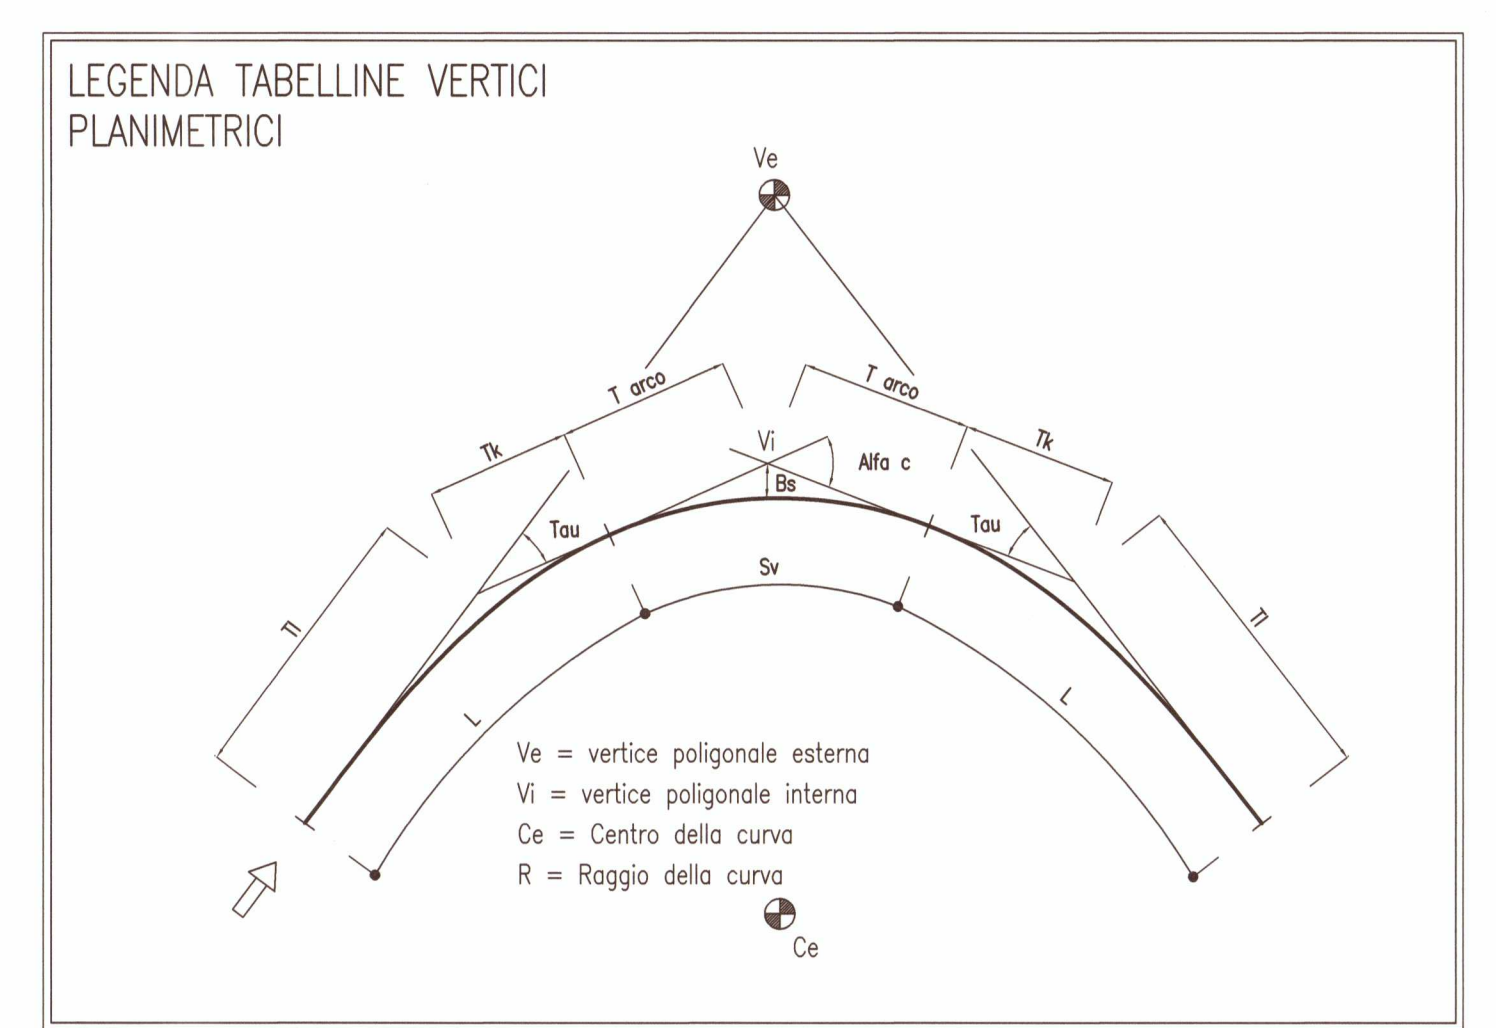 LEGENDA TABELLINE VERTICI
PLANIMETRICI
Ve
T arco
T arco
Tk
Tk
Vi
Alfa c
Bs
Tau
Tau
Sv
Tl
Tl
L
L
Ve = vertice poligonale esterna
Vi = vertice poligonale interna
Ce = Centro della curva
R = Raggio della curva
Ce